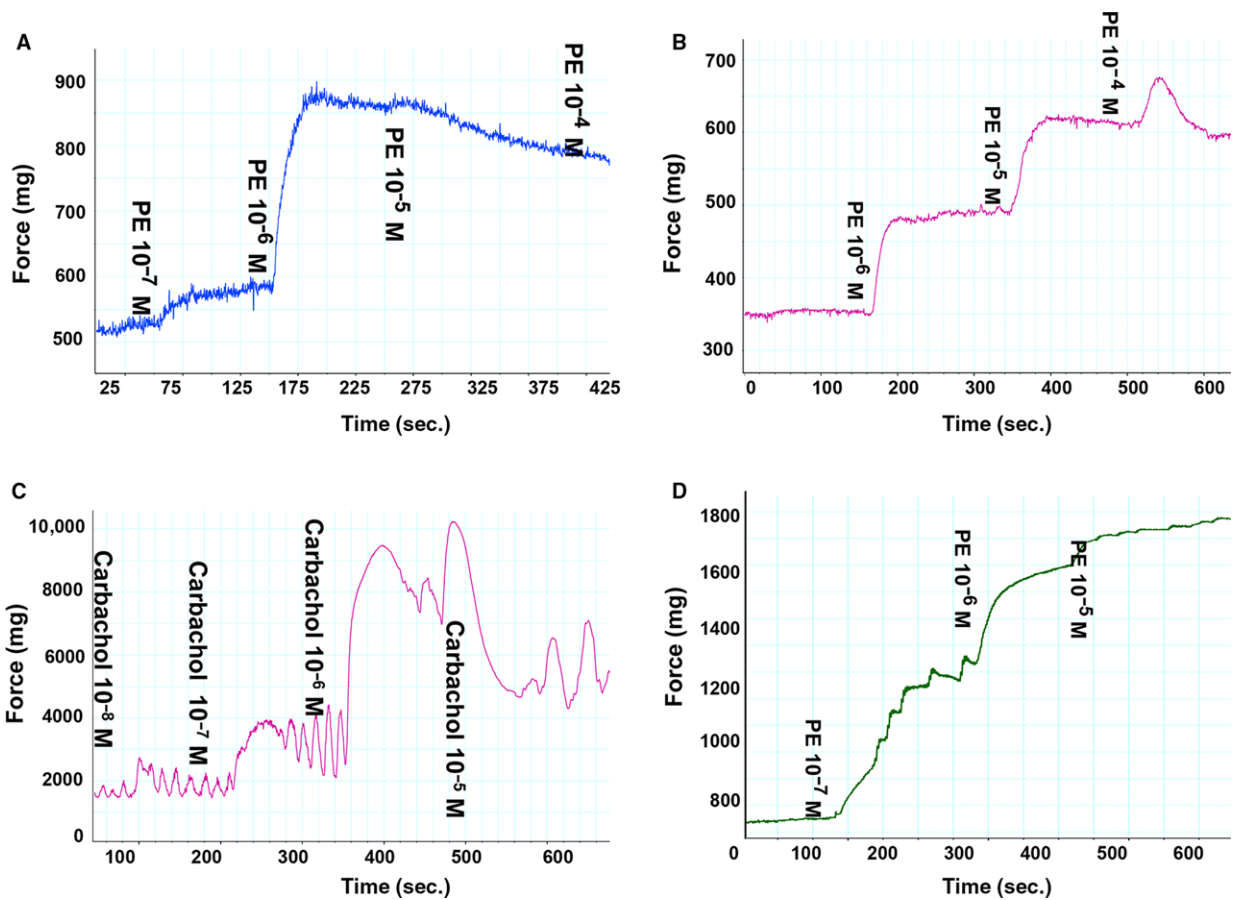 A
Force (mg)
900
800
700
600
500
PE 10⁻⁷ M
PE 10⁻⁶ M
PE 10⁻⁵ M
PE 10⁻⁴ M
25 75 125 175 225 275 325 375 425
Time (sec.)
B
Force (mg)
700
600
500
400
300
PE 10⁻⁶ M
PE 10⁻⁵ M
PE 10⁻⁴ M
0 100 200 300 400 500 600
Time (sec.)
C
Force (mg)
10,000
8000
6000
4000
2000
0
Carbachol 10⁻⁸ M
Carbachol 10⁻⁷ M
Carbachol 10⁻⁶ M
Carbachol 10⁻⁵ M
100 200 300 400 500
Time (sec.)
D
Force (mg)
1800
1600
1400
1200
1000
800
PE 10⁻⁷ M
PE 10⁻⁶ M
PE 10⁻⁵ M
0 100 200 300 400 500 600
Time (sec.)